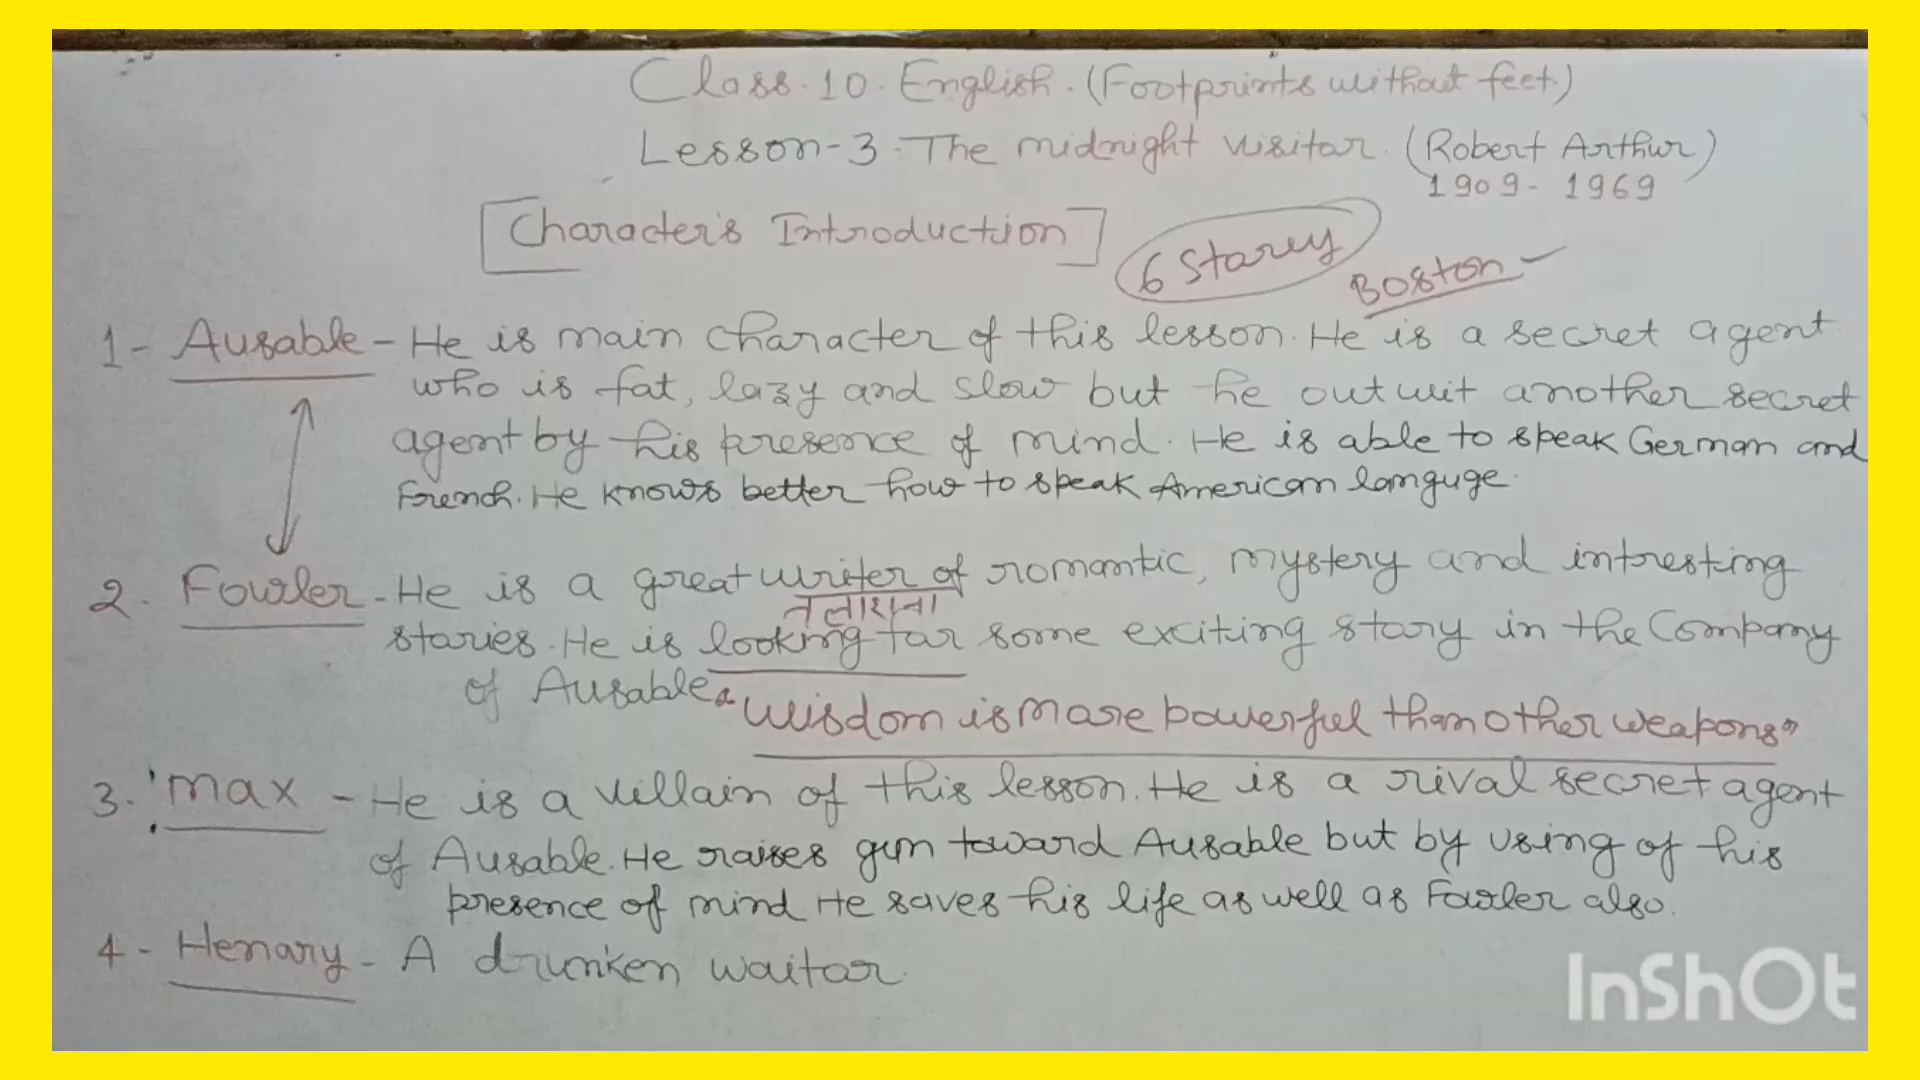 Class-10. English. (Footprints without feet.)
Lesson-3. The midnight visitor. (Robert Arthur)
1909- 1969
[Character's Introduction]
6 Storey
Boston -
1- Ausable - He is main character of this lesson. He is a secret agent
who is fat, lazy and slow but he outwit another secret
agent by his presence of mind. He is able to speak German and
French. He knows better how to speak American languge.
2. Fowler - He is a great writer of romantic, mystery and intresting
तलाशना
stories. He is looking for some exciting story in the Company
of Ausable.
"Wisdom is more powerful than other weapons"
3. max - He is a villain of this lesson. He is a rival secret agent
of Ausable. He raises gun toward Ausable but by using of his
presence of mind He saves his life as well as Fowler also.
4- Henary - A drunken waitor.
InShOt